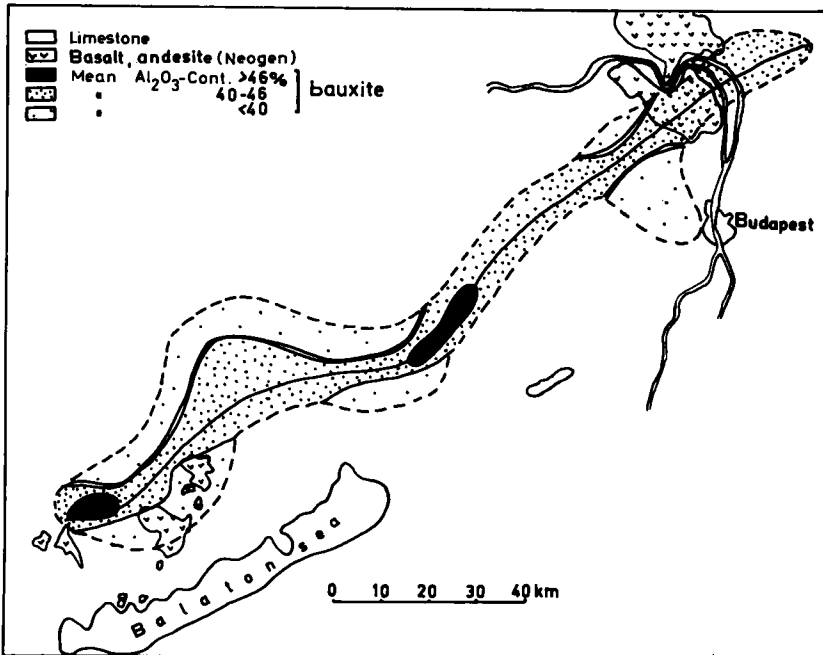 Limestone
Basalt, andesite (Neogen)
Mean Al₂O₃-Cont. >46%
" 40-46
" <40
bauxite
Budapest
Balaton sea
0 10 20 30 40 km